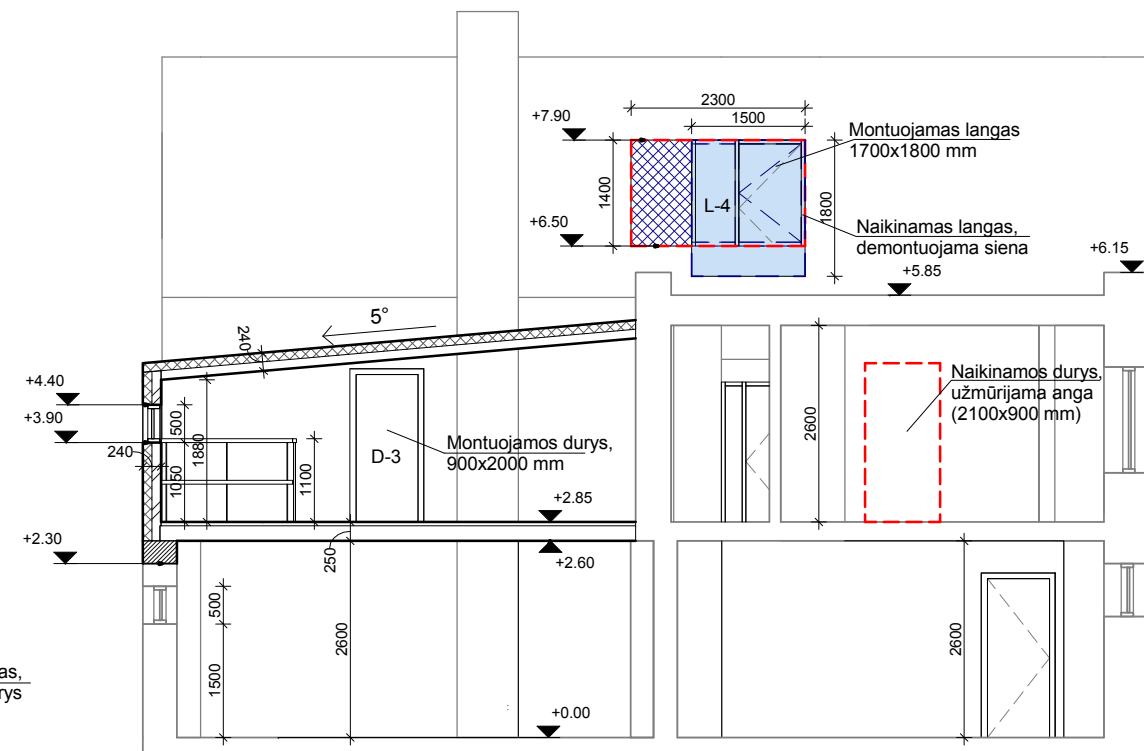 2300
1500
+7.90
Montuojamas langas
1700x1800 mm
1400
L-4
1800
+6.50
Naikinamas langas,
demontuojama siena
+6.15
+5.85
5°
240
+4.40
+3.90
500
1880
240
1050
1100
D-3
Montuojamos durys,
900x2000 mm
2600
Naikinamos durys,
užmūrijama anga
(2100x900 mm)
+2.85
+2.30
250
+2.60
500
1500
2600
2600
as,
rys
+0.00